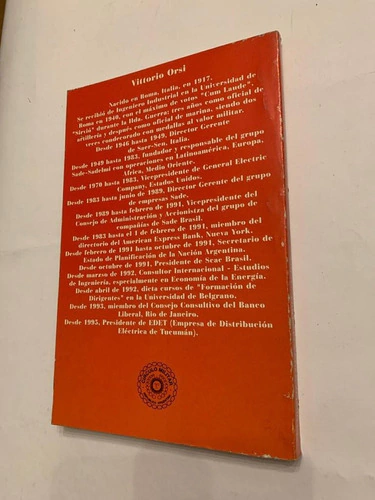 Vittorio Orsi
Nacido en Roma, Italia, en 1917.
Se recibió de Ingeniero Industrial en la Universidad de
Roma en 1940, con el máximo de votos "Cum Laude".
"Sirvió" durante la IIda. Guerra: tres años como oficial de
artillería y después como oficial de marina, siendo dos
veces condecorado con medallas al valor militar.
Desde 1946 hasta 1949, Director Gerente
de Saer-Sen, Italia.
Desde 1949 hasta 1983, fundador y responsable del grupo
Sade-Sadelmi con operaciones en Latinoamérica, Europa,
África, Medio Oriente.
Desde 1970 hasta 1983, Vicepresidente de General Electric
Company, Estados Unidos.
Desde 1983 hasta junio de 1989, Director Gerente del grupo
de empresas Sade.
Desde 1989 hasta febrero de 1991, Vicepresidente del
Consejo de Administración y Accionista del grupo de
compañías de Sade Brasil.
Desde 1983 hasta el 1 de febrero de 1991, miembro del
directorio del American Express Bank, Nueva York.
Desde febrero de 1991 hasta octubre de 1991, Secretario de
Estado de Planificación de la Nación Argentino.
Desde octubre de 1991, Presidente de Scar Brasil.
Desde marzo de 1992, Consultor Internacional - Estudios
de Ingeniería, especialmente en Economía de la Energía.
Desde abril de 1992, dicta cursos de "Formación de
Dirigentes" en la Universidad de Belgrano.
Desde 1993, miembro del Consejo Consultivo del Banco
Liberal, Rio de Janeiro.
Desde 1995, Presidente de EDET (Empresa de Distribución
Eléctrica de Tucumán).
CIRCULO MILITAR